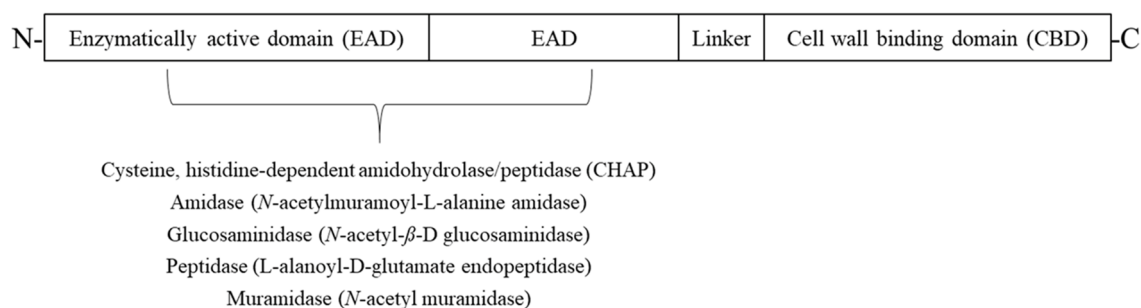 N- Enzymatically active domain (EAD) EAD Linker Cell wall binding domain (CBD) -C
Cysteine, histidine-dependent amidohydrolase/peptidase (CHAP)
Amidase (N-acetylmuramoyl-L-alanine amidase)
Glucosaminidase (N-acetyl-β-D glucosaminidase)
Peptidase (L-alanoyl-D-glutamate endopeptidase)
Muramidase (N-acetyl muramidase)